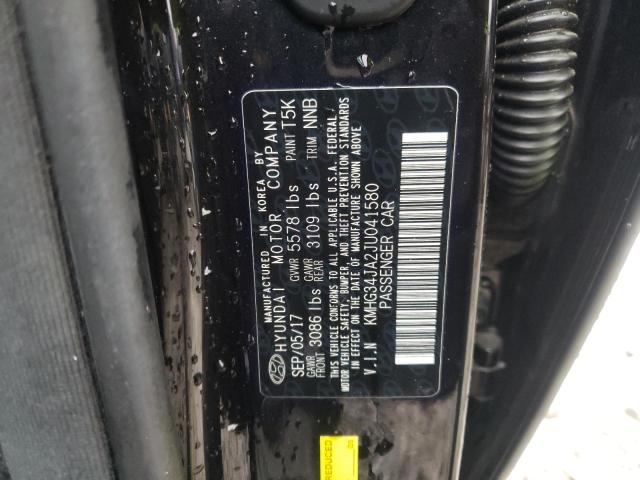 MANUFACTURED IN KOREA BY
HYUNDAI MOTOR COMPANY
SEP/05/17 GVWR 5578 lbs PAINT T5K
GAWR FRONT 3086 lbs GAWR REAR 3109 lbs TRIM NNB
THIS VEHICLE CONFORMS TO ALL APPLICABLE U.S.A. FEDERAL
MOTOR VEHICLE SAFETY, BUMPER, AND THEFT PREVENTION STANDARDS
IN EFFECT ON THE DATE OF MANUFACTURE SHOWN ABOVE
V.I.N KMHG34JA2JU041580
PASSENGER CAR
REDUCED